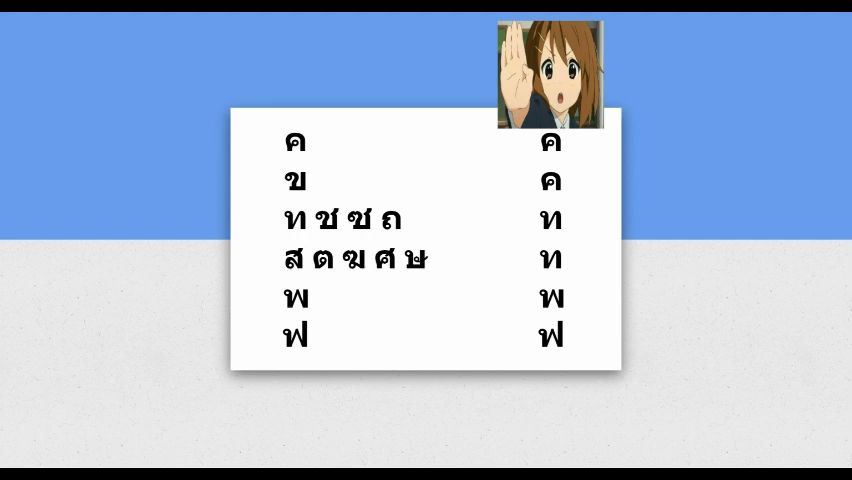 ค ค
ข ค
ท ช ซ ถ ท
ส ต ฆ ศ ษ ท
พ พ
ฟ ฟ